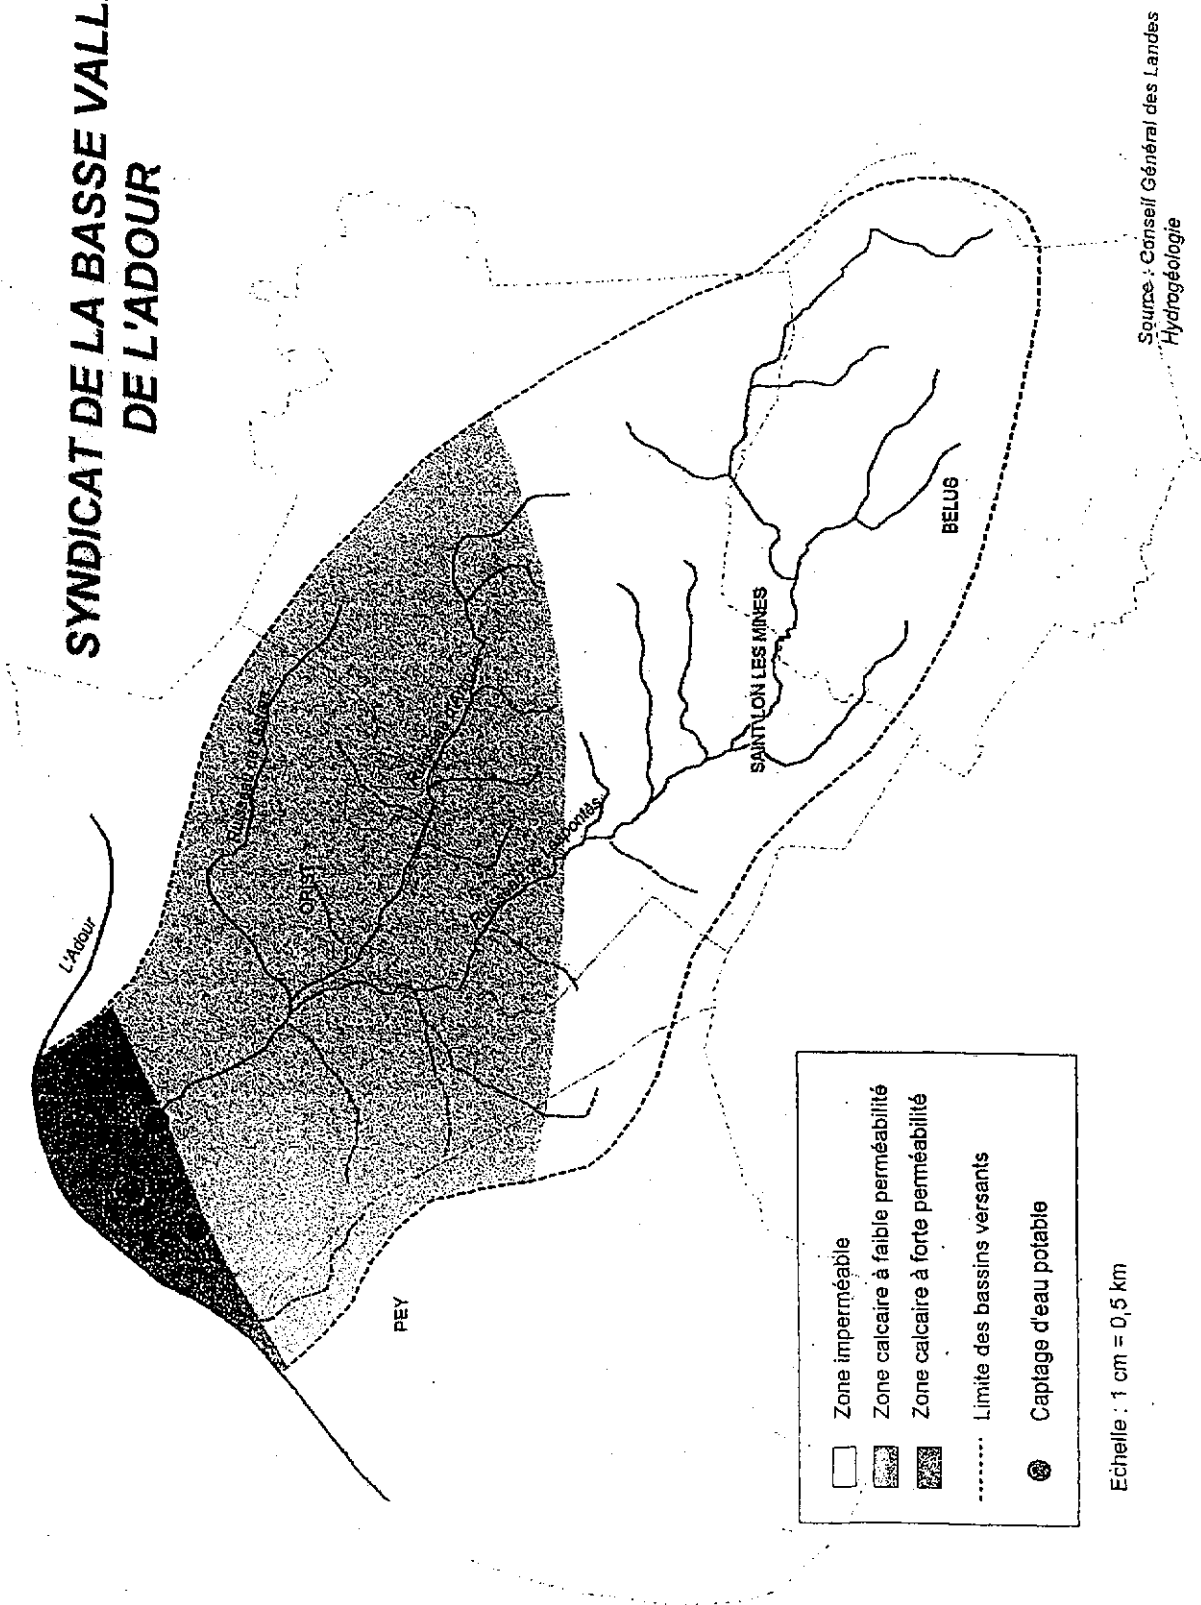 SYNDICAT DE LA BASSE VALL
DE L'ADOUR
L'Adour
ORIST
PEY
SAINT LON LES MINES
BELUS
Zone imperméable
Zone calcaire à faible perméabilité
Zone calcaire à forte perméabilité
Limite des bassins versants
Captage d'eau potable
Echelle : 1 cm = 0,5 km
Source : Conseil Général des Landes
Hydrogéologie